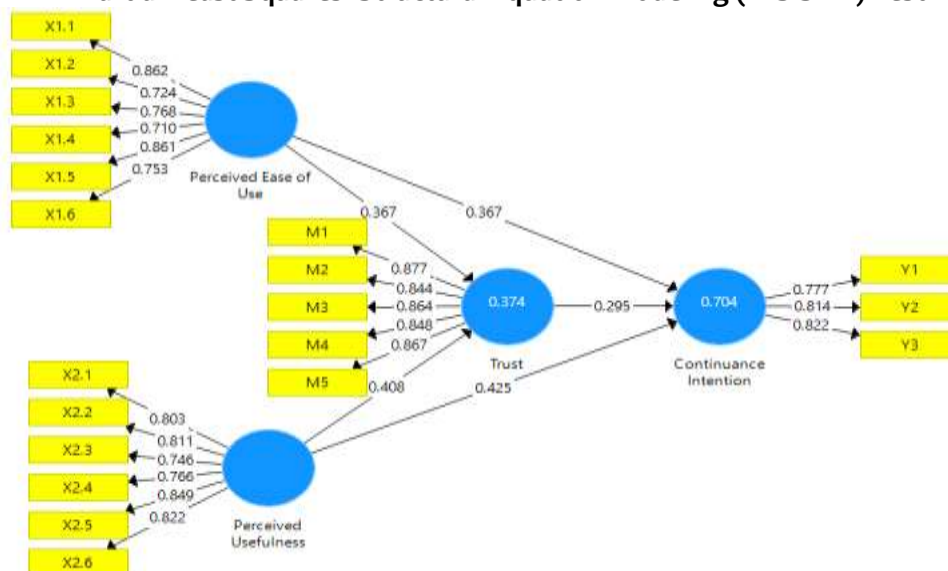 Least Squares Structural Equation Modeling
X1.1
X1.2
X1.3
X1.4
X1.5
X1.6
0.862
0.724
0.768
0.710
0.861
0.753
Perceived Ease of
Use
0.367
0.367
M1
M2
M3
M4
M5
0.877
0.844
0.864
0.848
0.867
0.374
Trust
0.295
0.704
Continuance
Intention
0.777
0.814
0.822
Y1
Y2
Y3
0.408
0.425
X2.1
X2.2
X2.3
X2.4
X2.5
X2.6
0.803
0.811
0.746
0.766
0.849
0.822
Perceived
Usefulness